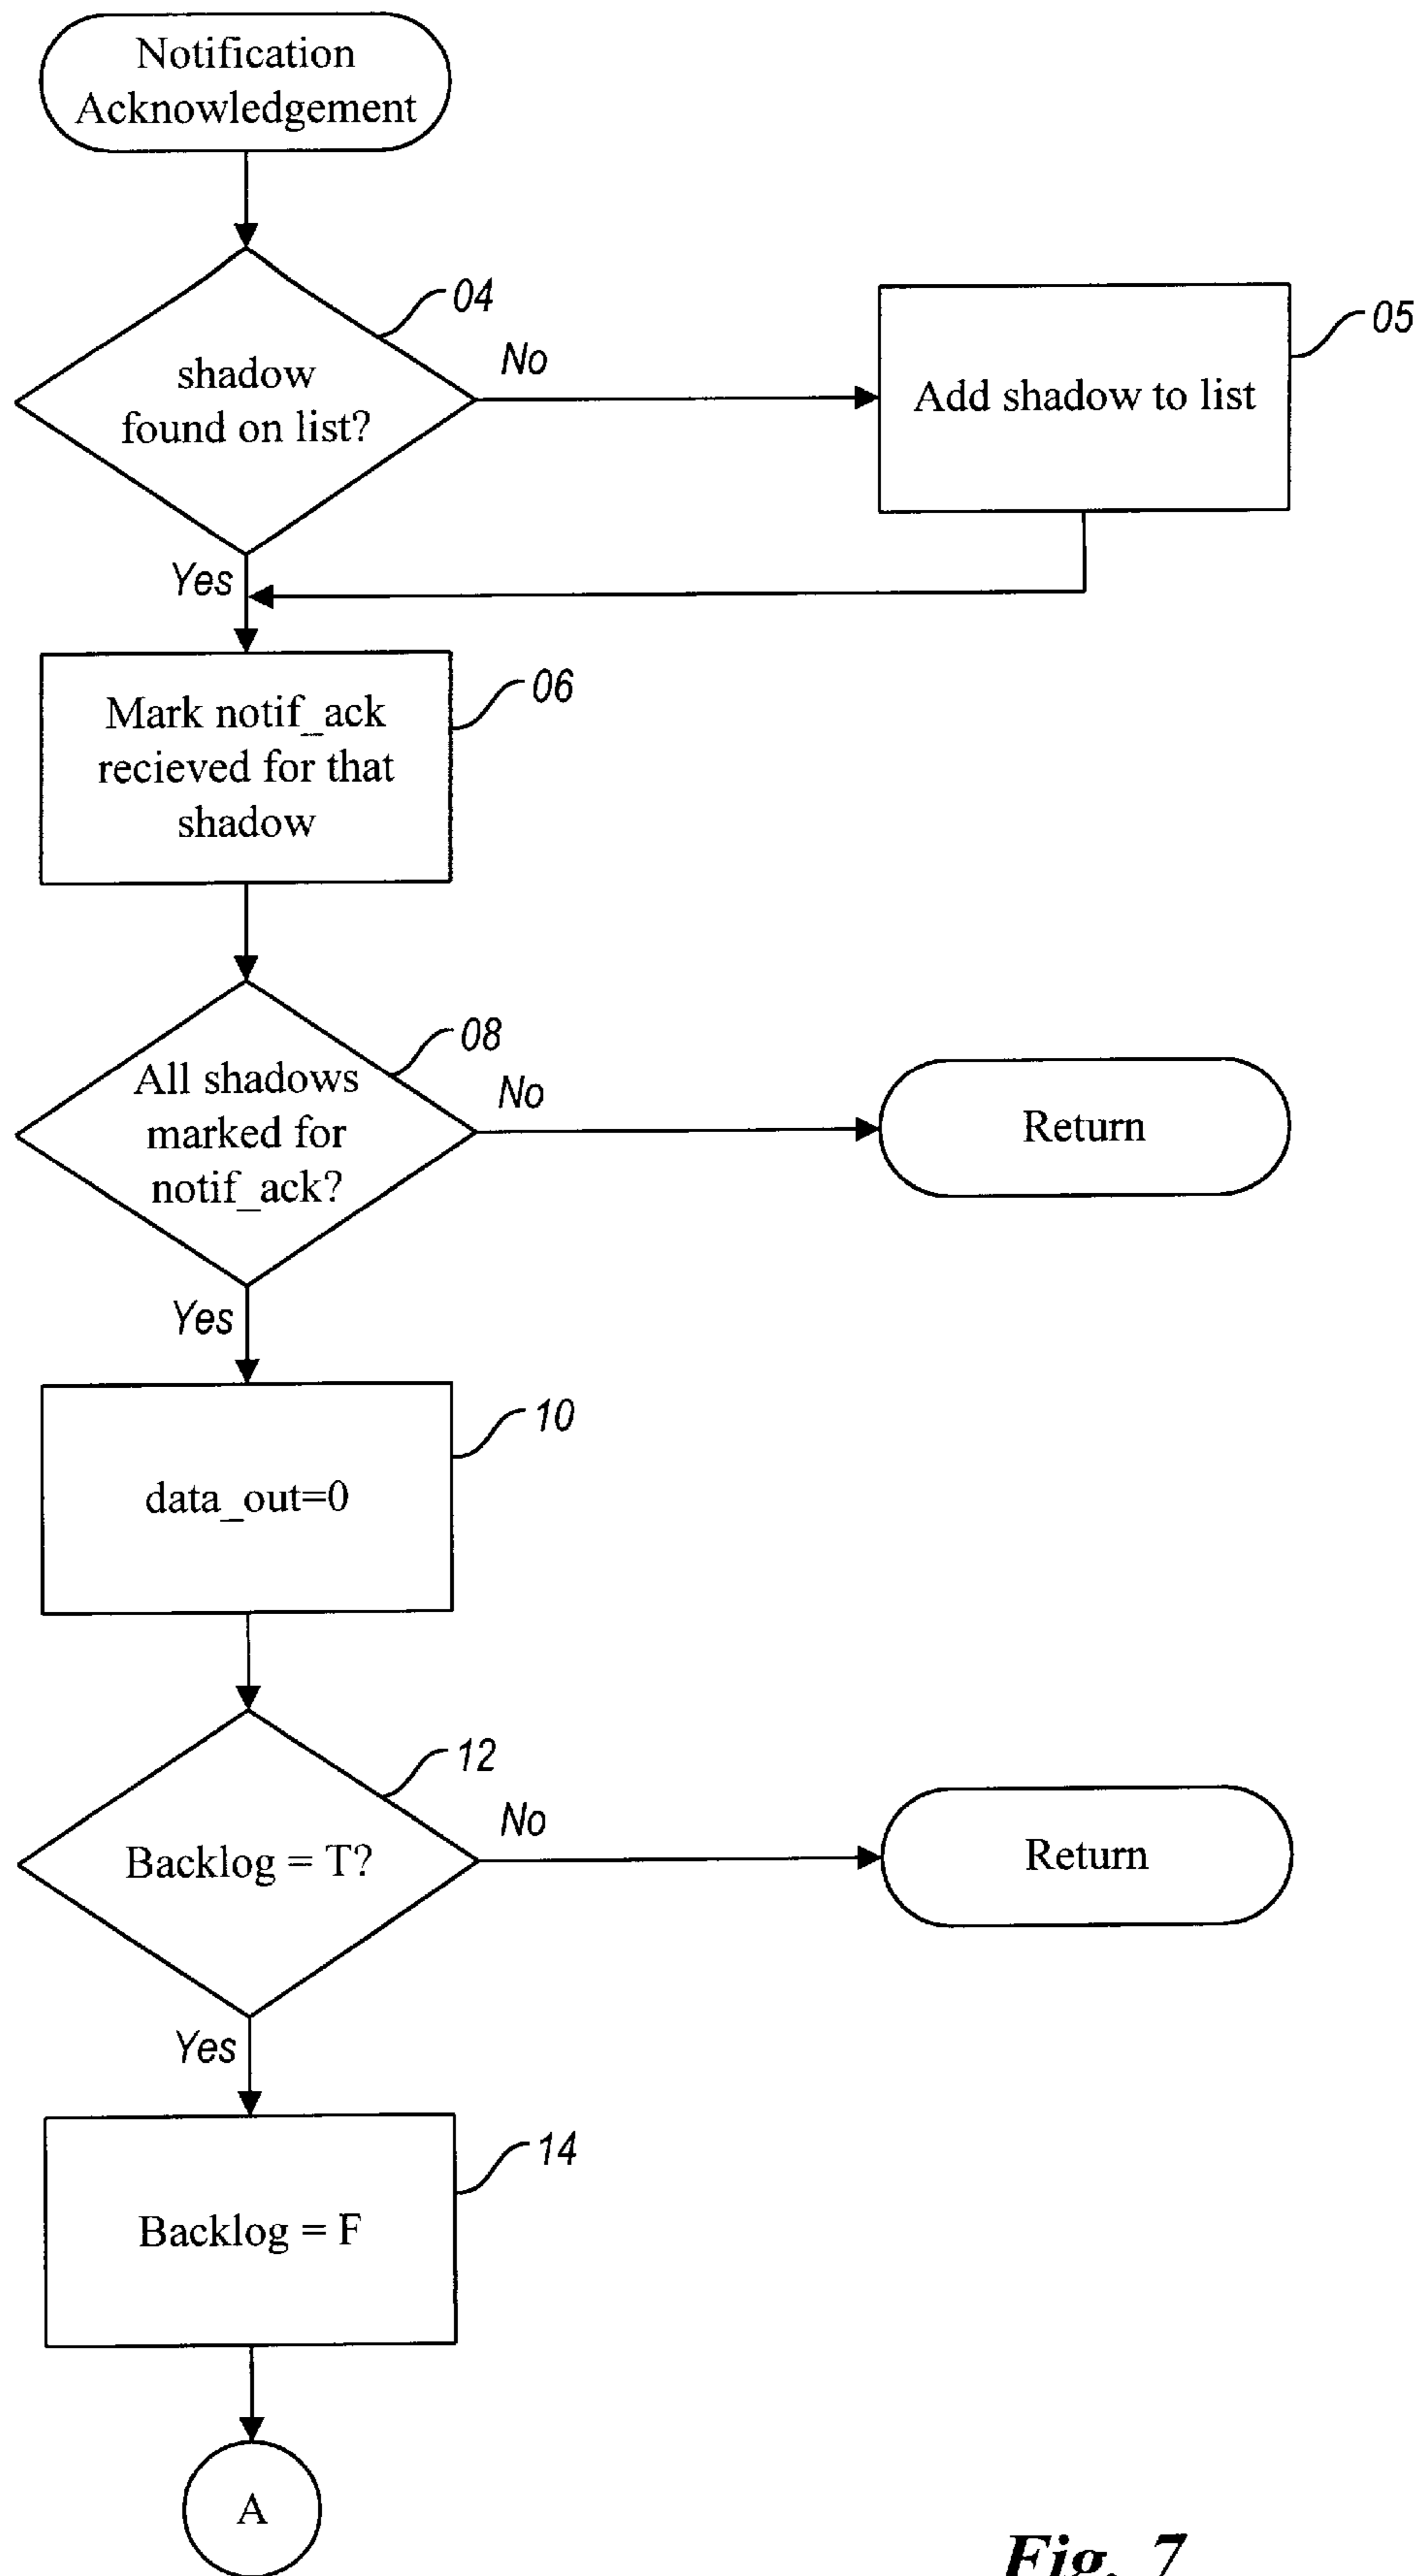 Notification
Acknowledgement
04
shadow
found on list?
No
Add shadow to list
05
Yes
Mark notif_ack
recieved for that
shadow
06
All shadows
marked for
notif_ack?
08
No
Return
Yes
data_out=0
10
Backlog = T?
12
No
Return
Yes
Backlog = F
14
A
Fig. 7